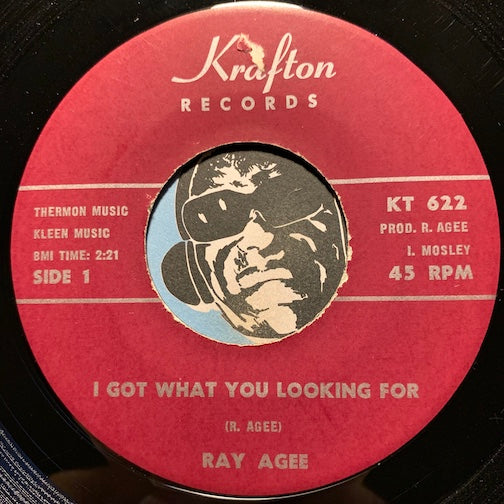 Krafton
RECORDS
THERMON MUSIC
KLEEN MUSIC
BMI TIME: 2:21
SIDE 1
KT 622
PROD. R. AGEE
I. MOSLEY
45 RPM
I GOT WHAT YOU LOOKING FOR
(R. AGEE)
RAY AGEE